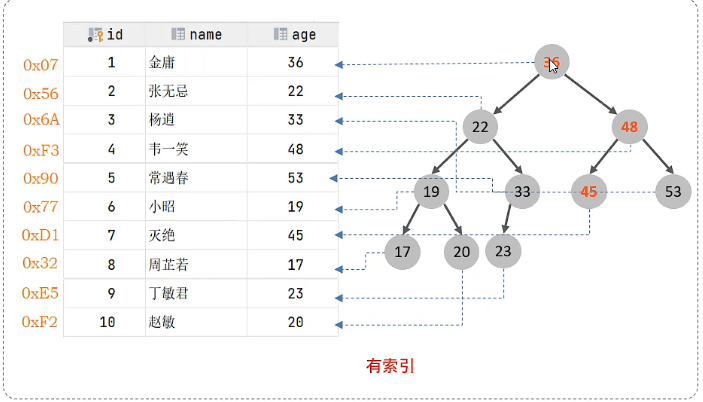 id name age
0x07 1 金庸 36
0x56 2 张无忌 22
0x6A 3 杨逍 33
0xF3 4 韦一笑 48
0x90 5 常遇春 53
0x77 6 小昭 19
0xD1 7 灭绝 45
0x32 8 周芷若 17
0xE5 9 丁敏君 23
0xF2 10 赵敏 20
36
22 48
19 33 45 53
17 20 23
有索引